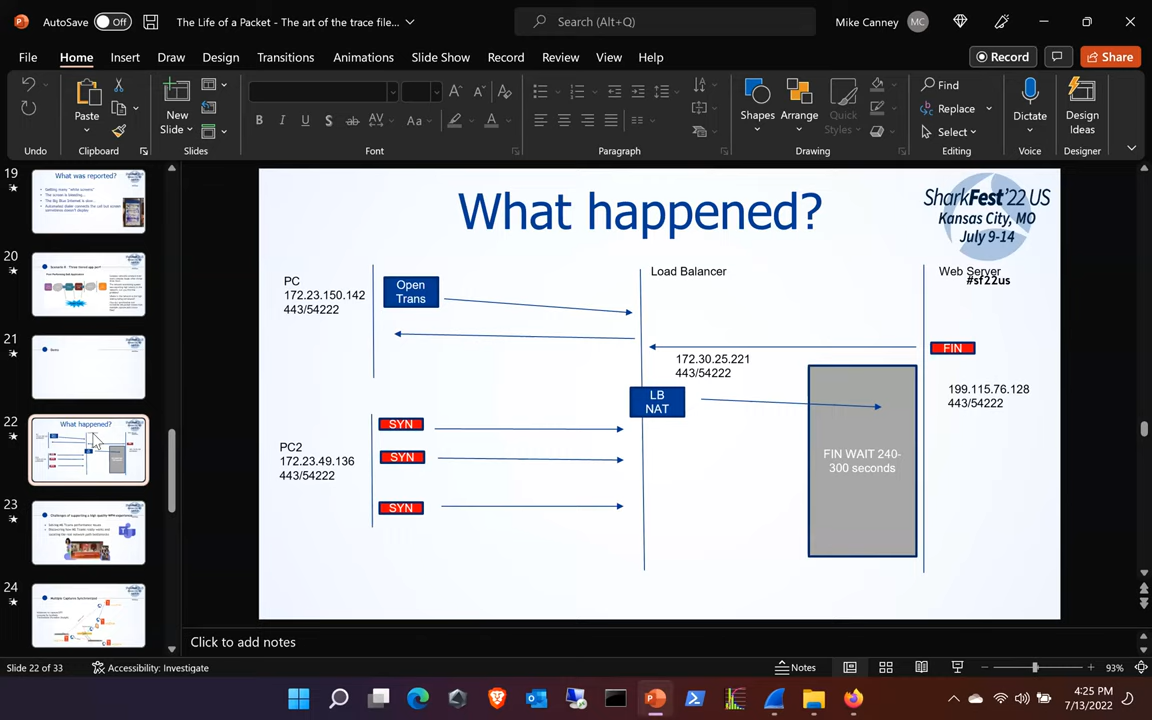 AutoSave
Off
The Life of a Packet - The art of the trace file...
Search (Alt+Q)
Mike Canney
MC
File
Home
Insert
Draw
Design
Transitions
Animations
Slide Show
Record
Review
View
Help
Record
Share
Undo
Paste
Clipboard
New
Slide
Slides
B
I
U
S
ab
AV
Aa
A
Font
Paragraph
Shapes
Arrange
Quick
Styles
Drawing
Find
Replace
Select
Editing
Dictate
Voice
Design
Ideas
Designer
19
What was reported?
20
21
22
What happened?
23
24
What happened?
SharkFest'22 US
Kansas City, MO
July 9-14
#sf22us
PC
172.23.150.142
443/54222
Open
Trans
Load Balancer
Web Server
FIN
172.30.25.221
443/54222
199.115.76.128
443/54222
LB
NAT
PC2
172.23.49.136
443/54222
SYN
SYN
SYN
FIN WAIT 240-
300 seconds
Click to add notes
Slide 22 of 33
Accessibility: Investigate
Notes
93%
4:25 PM
7/13/2022